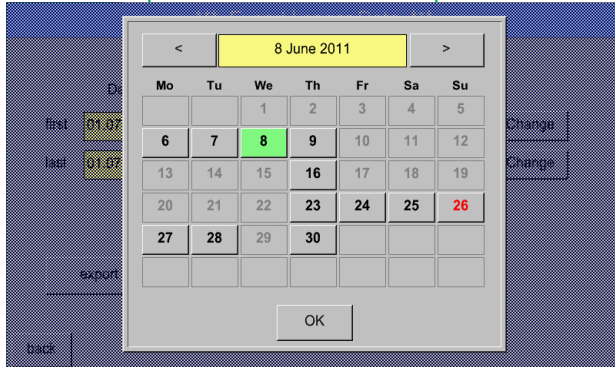 < 8 June 2011 >
Mo Tu We Th Fr Sa Su
1 2 3 4 5
6 7 8 9 10 11 12
13 14 15 16 17 18 19
20 21 22 23 24 25 26
27 28 29 30
first 01.07 Change
last 01.07 Change
export
OK
back